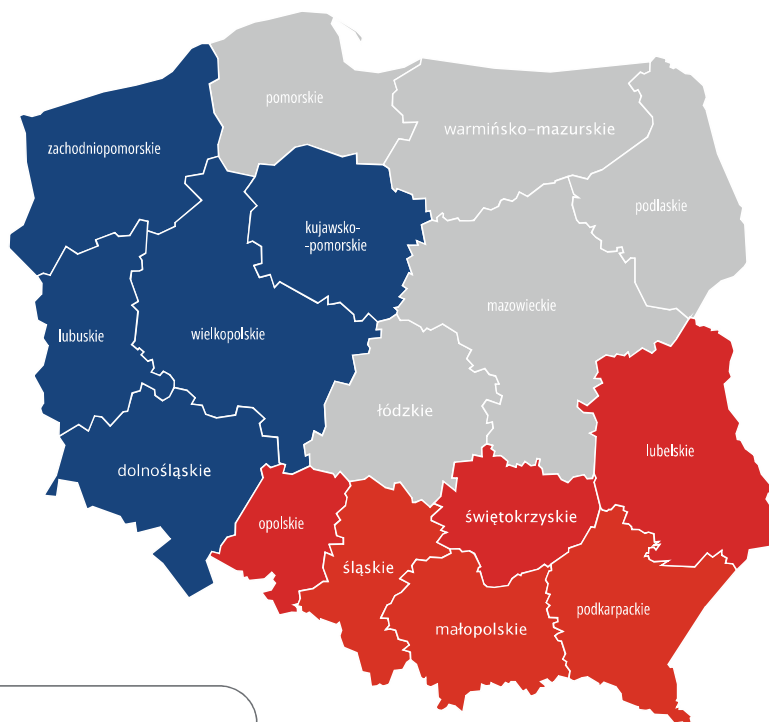 pomorskie
warmińsko-mazurskie
zachodniopomorskie
podlaskie
kujawsko-
-pomorskie
mazowieckie
lubuskie
wielkopolskie
łódzkie
lubelskie
dolnośląskie
opolskie
świętokrzyskie
śląskie
podkarpackie
małopolskie